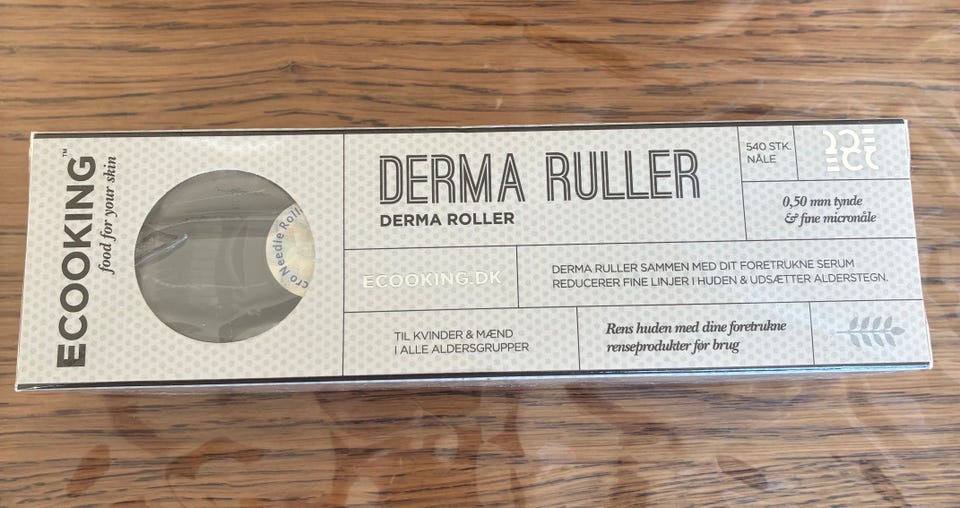 ECOOKING™
food for your skin
Needle
DERMA RULLER
DERMA ROLLER
540 STK.
NÅLE
0,50 mm tynde
& fine micronåle
ECOOKING.DK
DERMA RULLER SAMMEN MED DIT FORETRUKNE SERUM
REDUCERER FINE LINJER I HUDEN & UDSÆTTER ALDERSTEGN.
TIL KVINDER & MÆND
I ALLE ALDERSGRUPPER
Rens huden med dine foretrukne
renseprodukter før brug